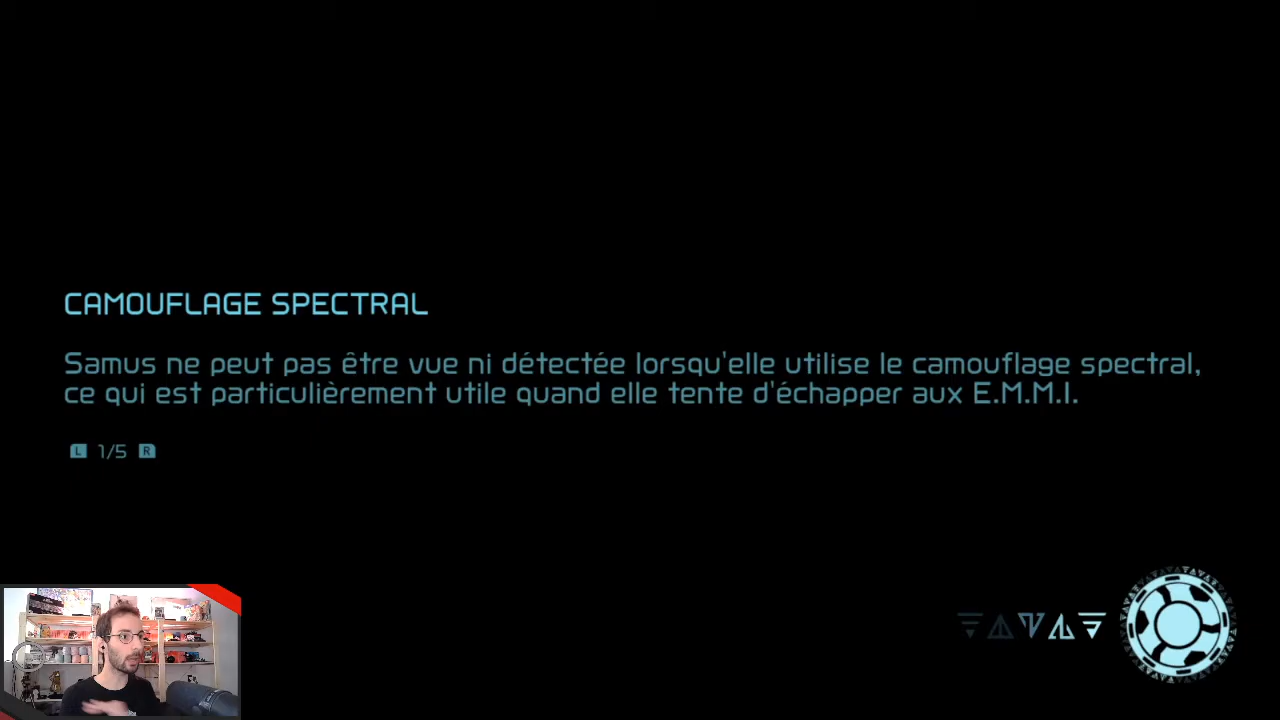 CAMOUFLAGE SPECTRAL
Samus ne peut pas être vue ni détectée lorsqu'elle utilise le camouflage spectral,
ce qui est particulièrement utile quand elle tente d'échapper aux E.M.M.I.
L 1/5 R